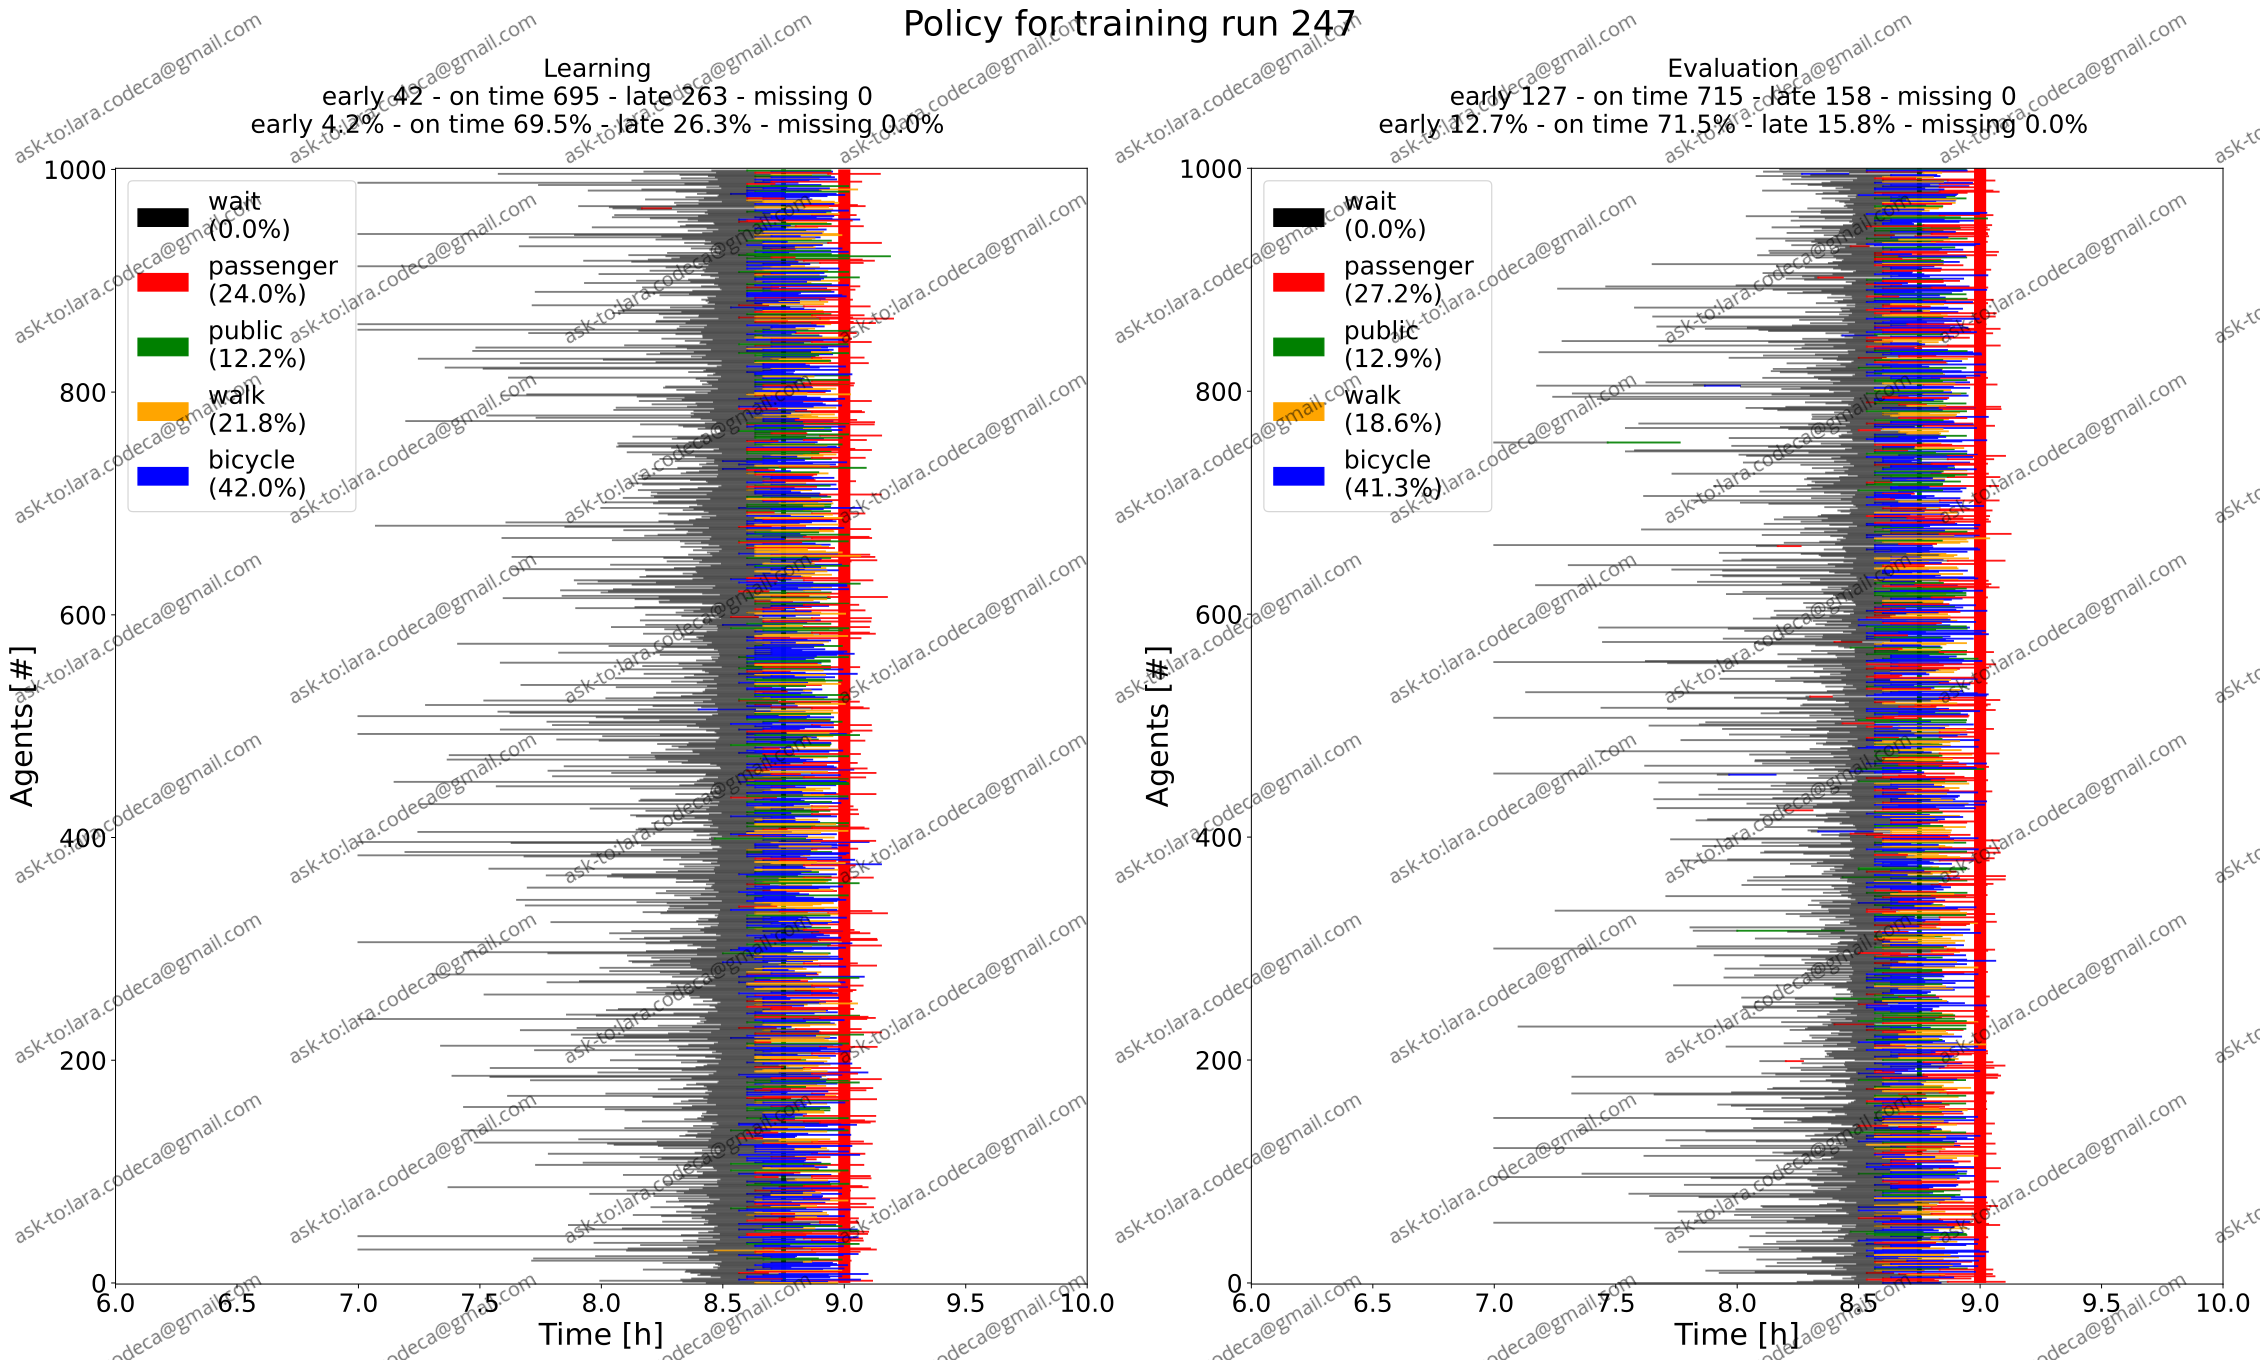 Policy for training run 247
Learning
early 42 - on time 695 - late 263 - missing 0
early 4.2% - on time 69.5% - late 26.3% - missing 0.0%
1000
800
600
400
200
0
Agents [#]
wait
(0.0%)
passenger
(24.0%)
public
(12.2%)
walk
(21.8%)
bicycle
(42.0%)
6.0 6.5 7.0 7.5 8.0 8.5 9.0 9.5 10.0
Time [h]
Evaluation
early 127 - on time 715 - late 158 - missing 0
early 12.7% - on time 71.5% - late 15.8% - missing 0.0%
1000
800
600
400
200
0
Agents [#]
wait
(0.0%)
passenger
(27.2%)
public
(12.9%)
walk
(18.6%)
bicycle
(41.3%)
6.0 6.5 7.0 7.5 8.0 8.5 9.0 9.5 10.0
Time [h]
ask-to:lara.codeca@gmail.com